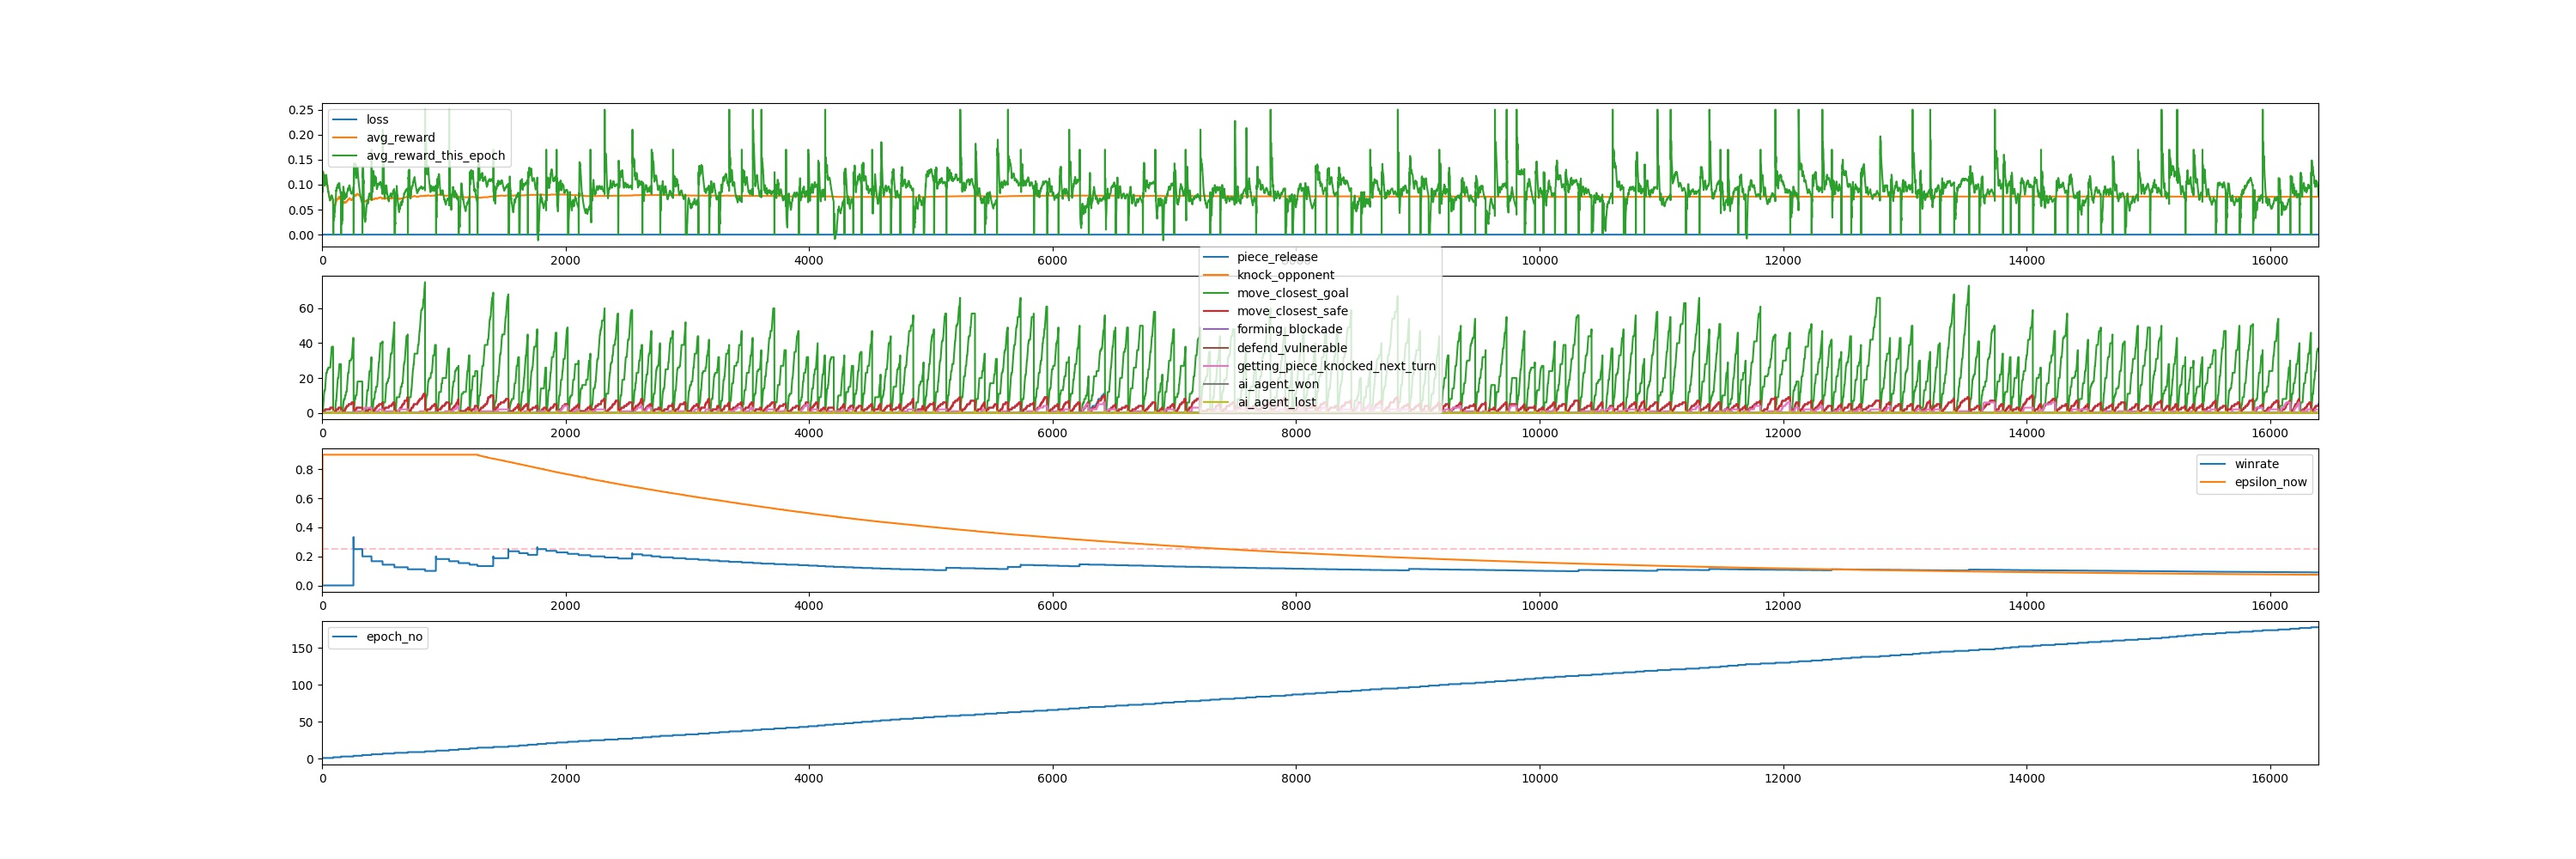 0.25
0.20
0.15
0.10
0.05
0.00
loss
avg_reward
avg_reward_this_epoch
0 2000 4000 6000 8000 10000 12000 14000 16000
60
40
20
0
piece_release
knock_opponent
move_closest_goal
move_closest_safe
forming_blockade
defend_vulnerable
getting_piece_knocked_next_turn
ai_agent_won
ai_agent_lost
0 2000 4000 6000 8000 10000 12000 14000 16000
0.8
0.6
0.4
0.2
0.0
winrate
epsilon_now
0 2000 4000 6000 8000 10000 12000 14000 16000
150
100
50
0
epoch_no
0 2000 4000 6000 8000 10000 12000 14000 16000